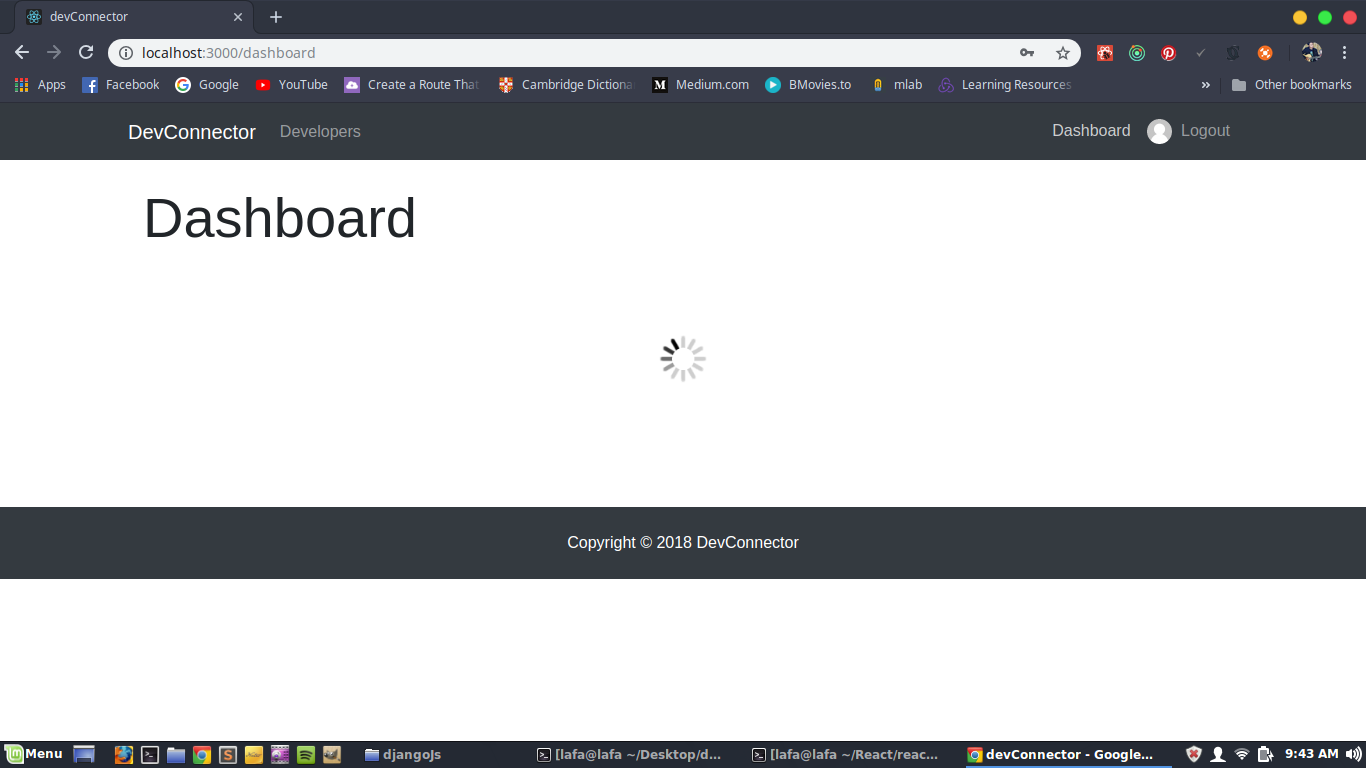 devConnector
localhost:3000/dashboard
Apps Facebook Google YouTube Create a Route That Cambridge Dictiona Medium.com BMovies.to mlab Learning Resources » Other bookmarks
DevConnector Developers Dashboard Logout
Dashboard
Copyright © 2018 DevConnector
Menu djangoJs [lafa@lafa ~/Desktop/d... [lafa@lafa ~/React/reac... devConnector - Google... 9:43 AM